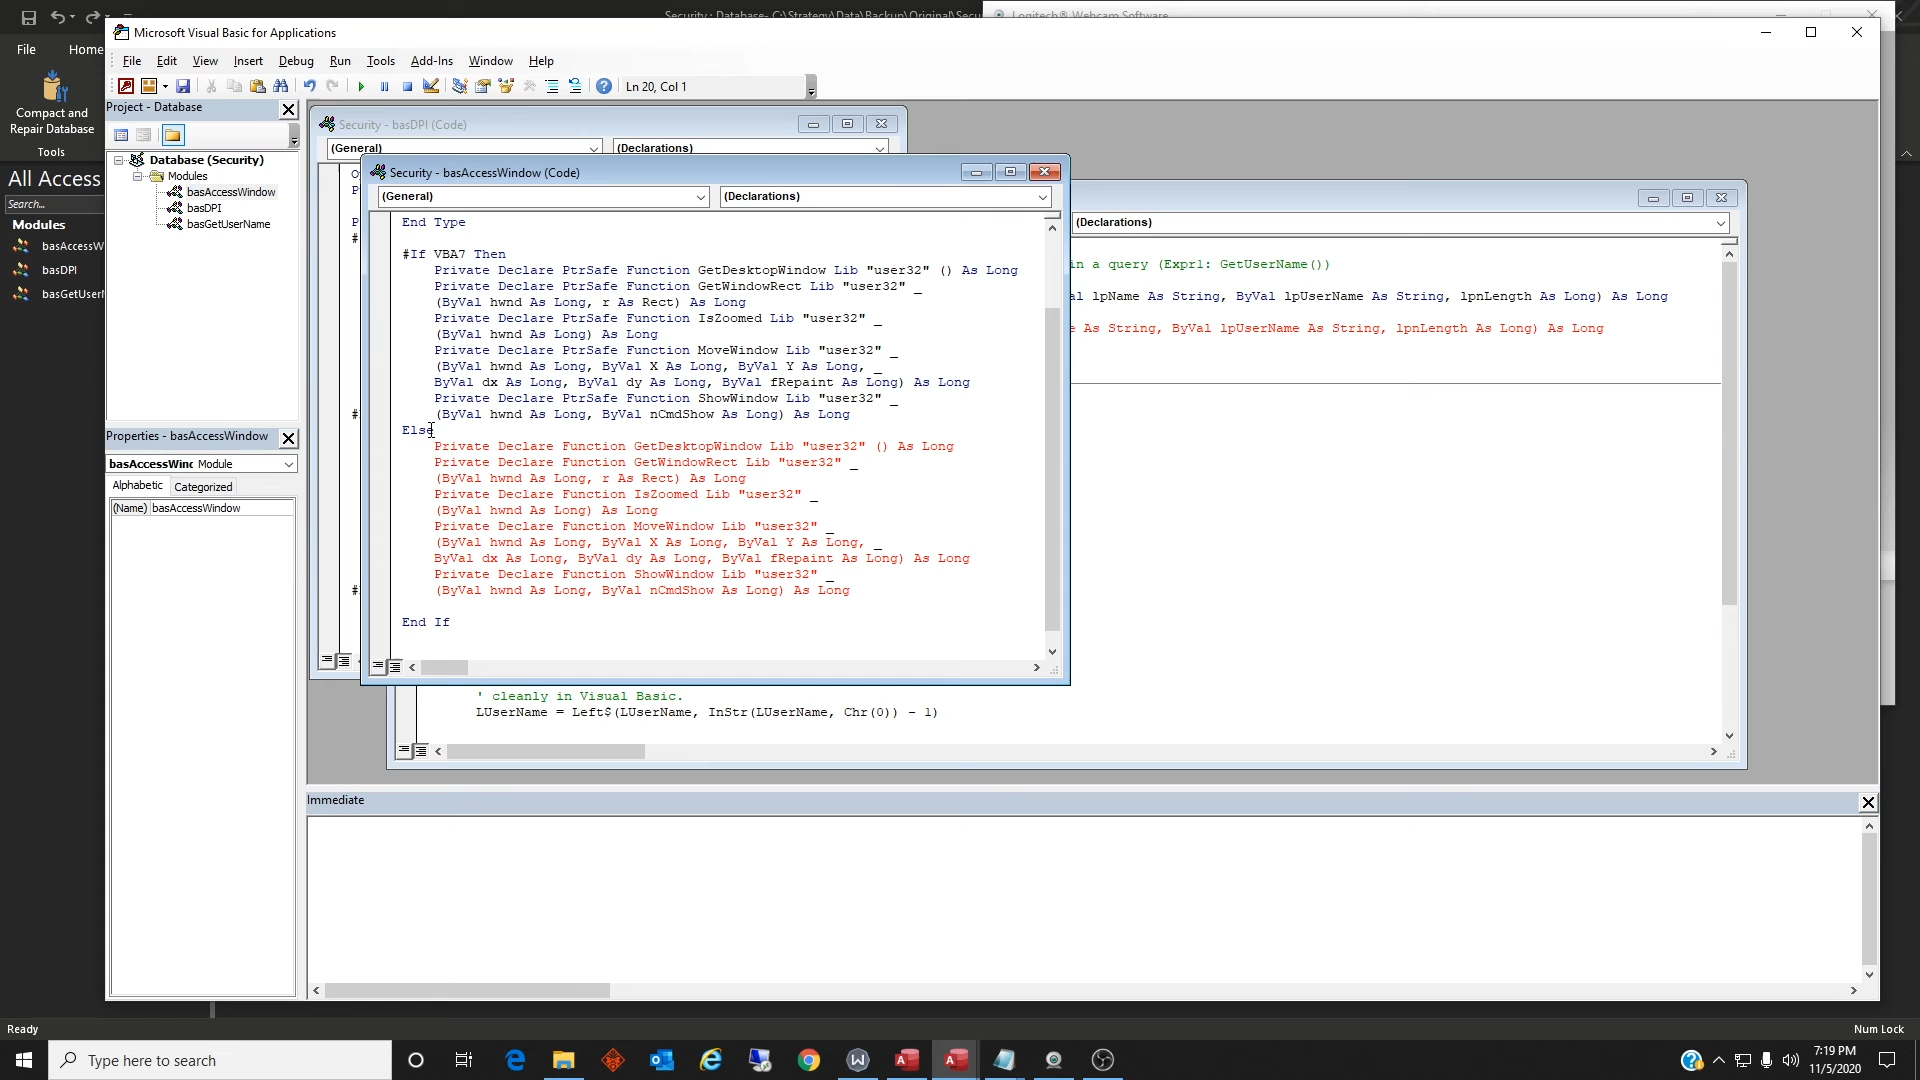 Security : Database- C:\Strategy\Data\Backup\Original\Secu
Logitech® Webcam Software
File
Home
Compact and
Repair Database
Tools
All Access
Search...
Modules
basAccessW
basDPI
basGetUserN
Microsoft Visual Basic for Applications
File Edit View Insert Debug Run Tools Add-Ins Window Help
Ln 20, Col 1
Project - Database
Database (Security)
Modules
basAccessWindow
basDPI
basGetUserName
Properties - basAccessWindow
basAccessWind Module
Alphabetic
Categorized
(Name) basAccessWindow
Security - basDPI (Code)
(General)
(Declarations)
Security - basAccessWindow (Code)
(General)
(Declarations)
End Type
#If VBA7 Then
Private Declare PtrSafe Function GetDesktopWindow Lib "user32" () As Long
Private Declare PtrSafe Function GetWindowRect Lib "user32" _
(ByVal hwnd As Long, r As Rect) As Long
Private Declare PtrSafe Function IsZoomed Lib "user32" _
(ByVal hwnd As Long) As Long
Private Declare PtrSafe Function MoveWindow Lib "user32" _
(ByVal hwnd As Long, ByVal X As Long, ByVal Y As Long, _
ByVal dx As Long, ByVal dy As Long, ByVal fRepaint As Long) As Long
Private Declare PtrSafe Function ShowWindow Lib "user32" _
(ByVal hwnd As Long, ByVal nCmdShow As Long) As Long
Else
Private Declare Function GetDesktopWindow Lib "user32" () As Long
Private Declare Function GetWindowRect Lib "user32" _
(ByVal hwnd As Long, r As Rect) As Long
Private Declare Function IsZoomed Lib "user32" _
(ByVal hwnd As Long) As Long
Private Declare Function MoveWindow Lib "user32" _
(ByVal hwnd As Long, ByVal X As Long, ByVal Y As Long, _
ByVal dx As Long, ByVal dy As Long, ByVal fRepaint As Long) As Long
Private Declare Function ShowWindow Lib "user32" _
(ByVal hwnd As Long, ByVal nCmdShow As Long) As Long
End If
(Declarations)
in a query (Expr1: GetUserName())
al lpName As String, ByVal lpUserName As String, lpnLength As Long) As Long
e As String, ByVal lpUserName As String, lpnLength As Long) As Long
' cleanly in Visual Basic.
LUserName = Left$(LUserName, InStr(LUserName, Chr(0)) - 1)
Immediate
Ready
Num Lock
Type here to search
7:19 PM
11/5/2020